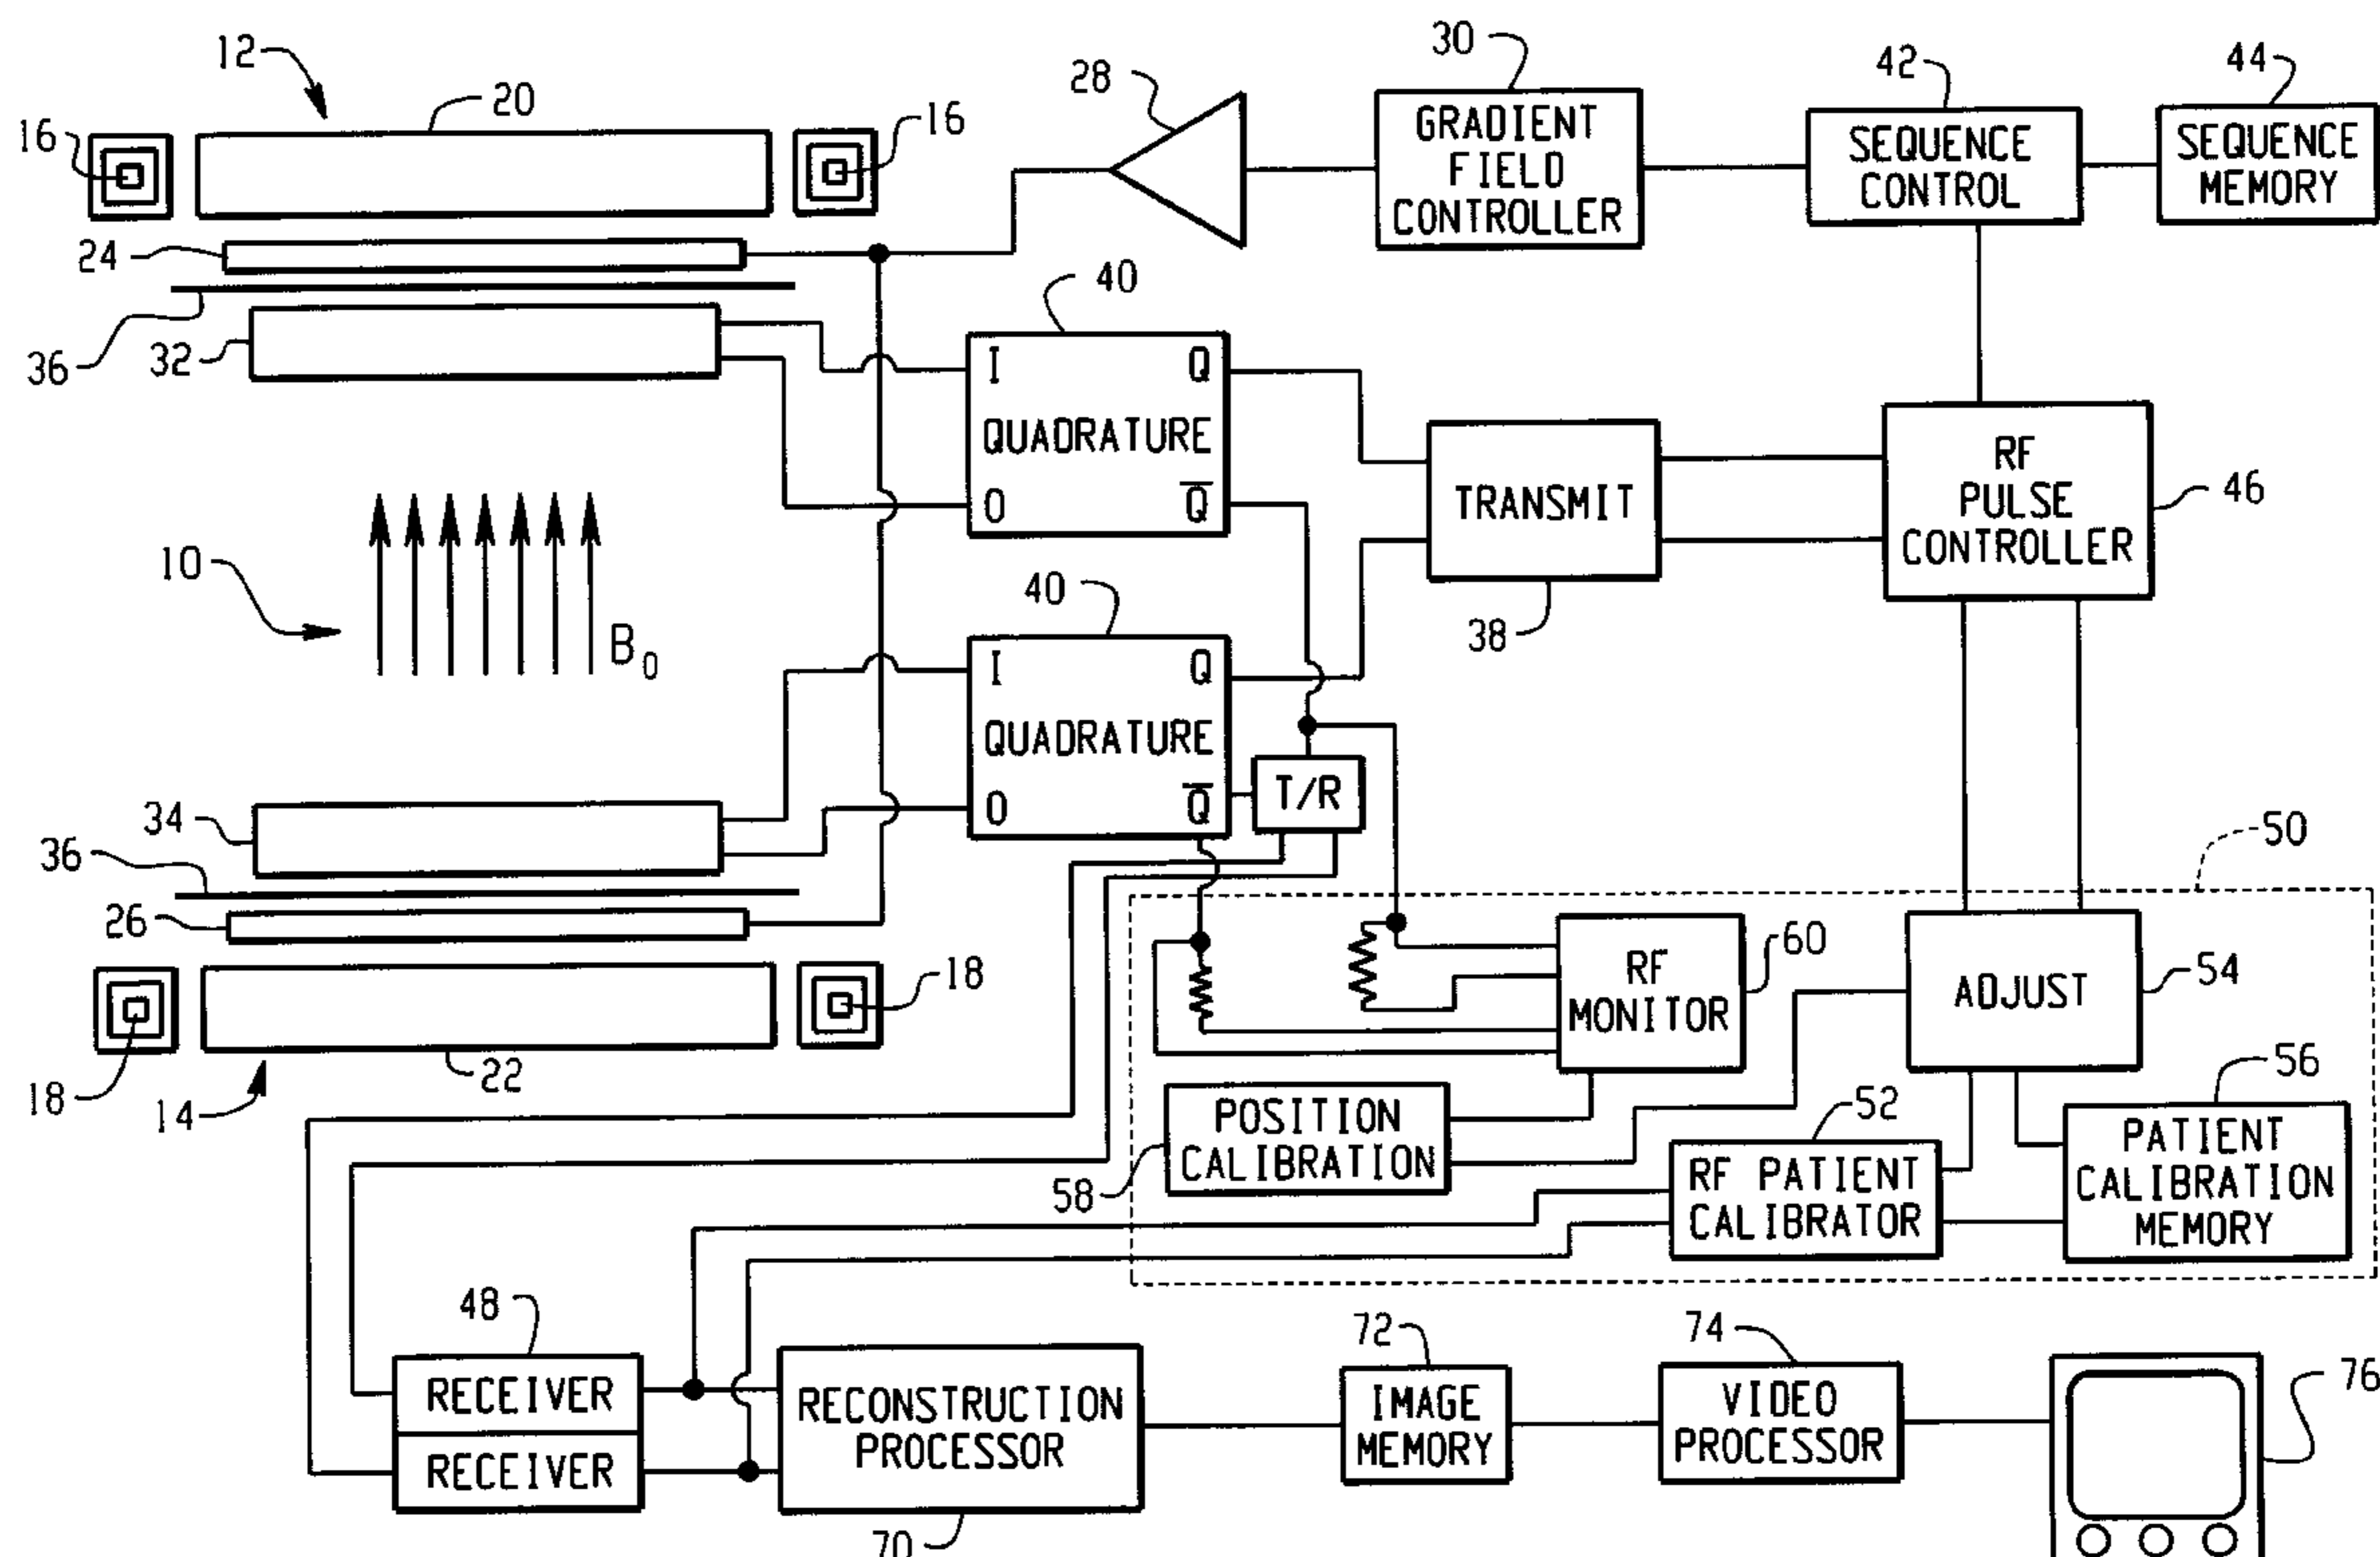 12
20
16
16
28
30
42
44
GRADIENT
FIELD
CONTROLLER
SEQUENCE
CONTROL
SEQUENCE
MEMORY
24
36
32
40
I
Q
QUADRATURE
O
Q̅
TRANSMIT
38
RF
PULSE
CONTROLLER
46
10
B₀
40
I
Q
QUADRATURE
O
Q̅
T/R
34
36
26
18
18
22
14
50
RF
MONITOR
60
ADJUST
54
56
POSITION
CALIBRATION
58
52
RF PATIENT
CALIBRATOR
PATIENT
CALIBRATION
MEMORY
48
RECEIVER
RECEIVER
RECONSTRUCTION
PROCESSOR
70
72
IMAGE
MEMORY
74
VIDEO
PROCESSOR
76